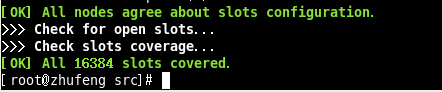 [OK] All nodes agree about slots configuration.
>>> Check for open slots...
>>> Check slots coverage...
[OK] All 16384 slots covered.
[root@zhufeng src]#